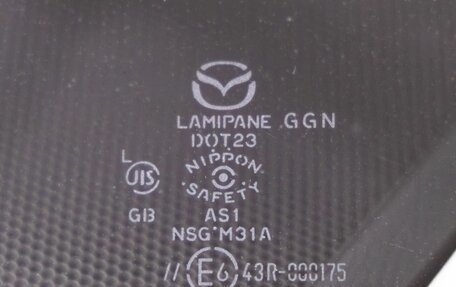 LAMIPANE GGN
DOT23
NIPPON
SAFETY
L
JIS
GB AS1
NSG M31A
// E6 43R-000175